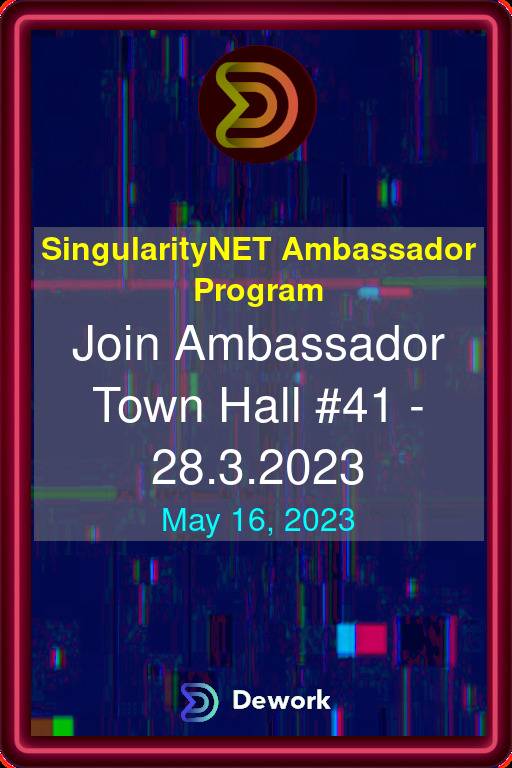 SingularityNET Ambassador
Program
Join Ambassador
Town Hall #41 -
28.3.2023
May 16, 2023
Dework